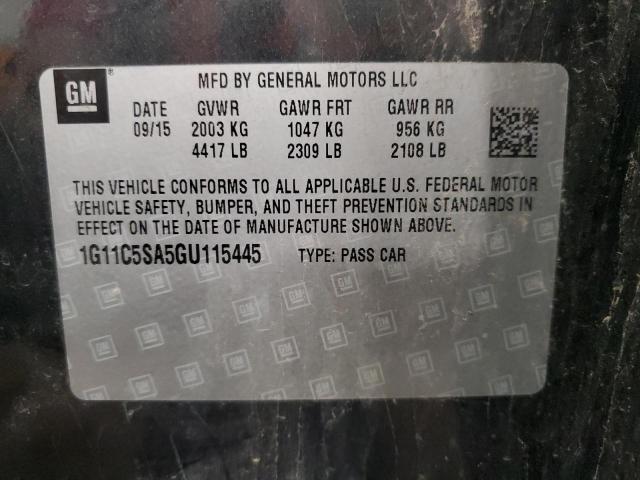 GM
MFD BY GENERAL MOTORS LLC
DATE GVWR GAWR FRT GAWR RR
09/15 2003 KG 1047 KG 956 KG
4417 LB 2309 LB 2108 LB
THIS VEHICLE CONFORMS TO ALL APPLICABLE U.S. FEDERAL MOTOR
VEHICLE SAFETY, BUMPER, AND THEFT PREVENTION STANDARDS IN
EFFECT ON THE DATE OF MANUFACTURE SHOWN ABOVE.
1G11C5SA5GU115445 TYPE: PASS CAR